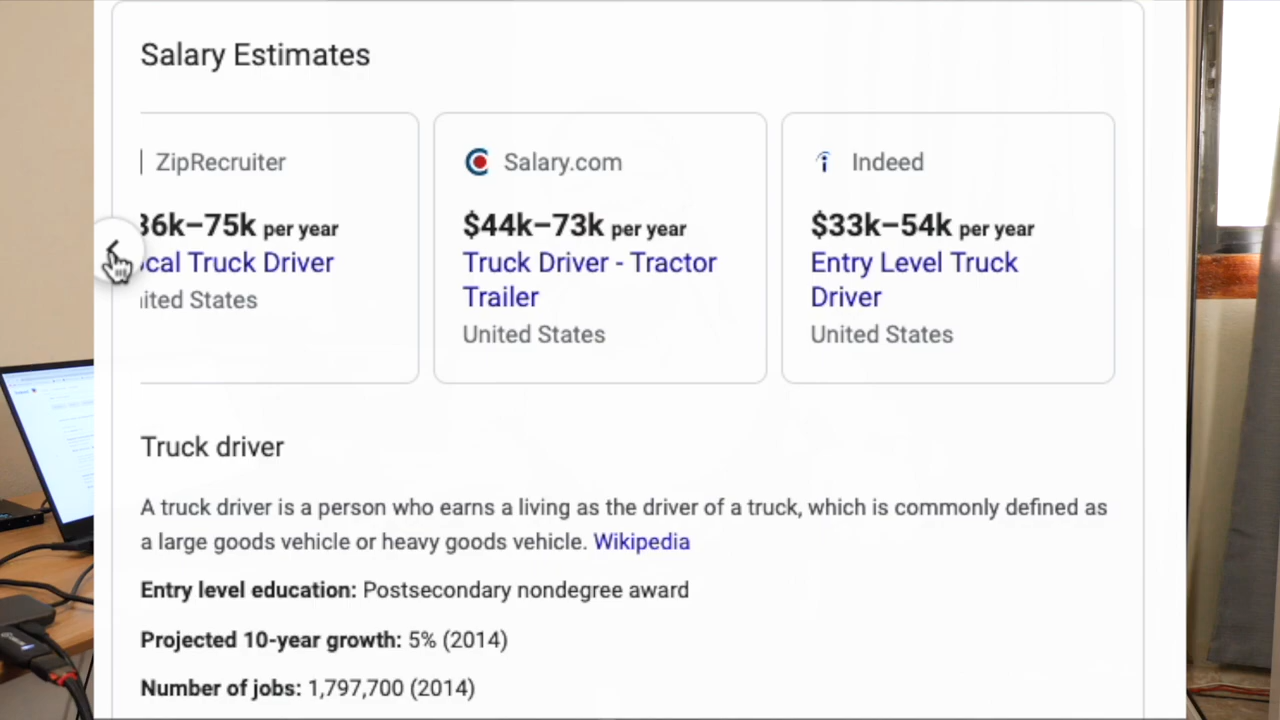 Salary Estimates
ZipRecruiter
Salary.com
Indeed
36k–75k per year
$44k–73k per year
$33k–54k per year
Truck Driver
Truck Driver - Tractor
Entry Level Truck
Trailer
Driver
States
United States
United States
Truck driver
A truck driver is a person who earns a living as the driver of a truck, which is commonly defined as
a large goods vehicle or heavy goods vehicle. Wikipedia
Entry level education: Postsecondary nondegree award
Projected 10-year growth: 5% (2014)
Number of jobs: 1,797,700 (2014)